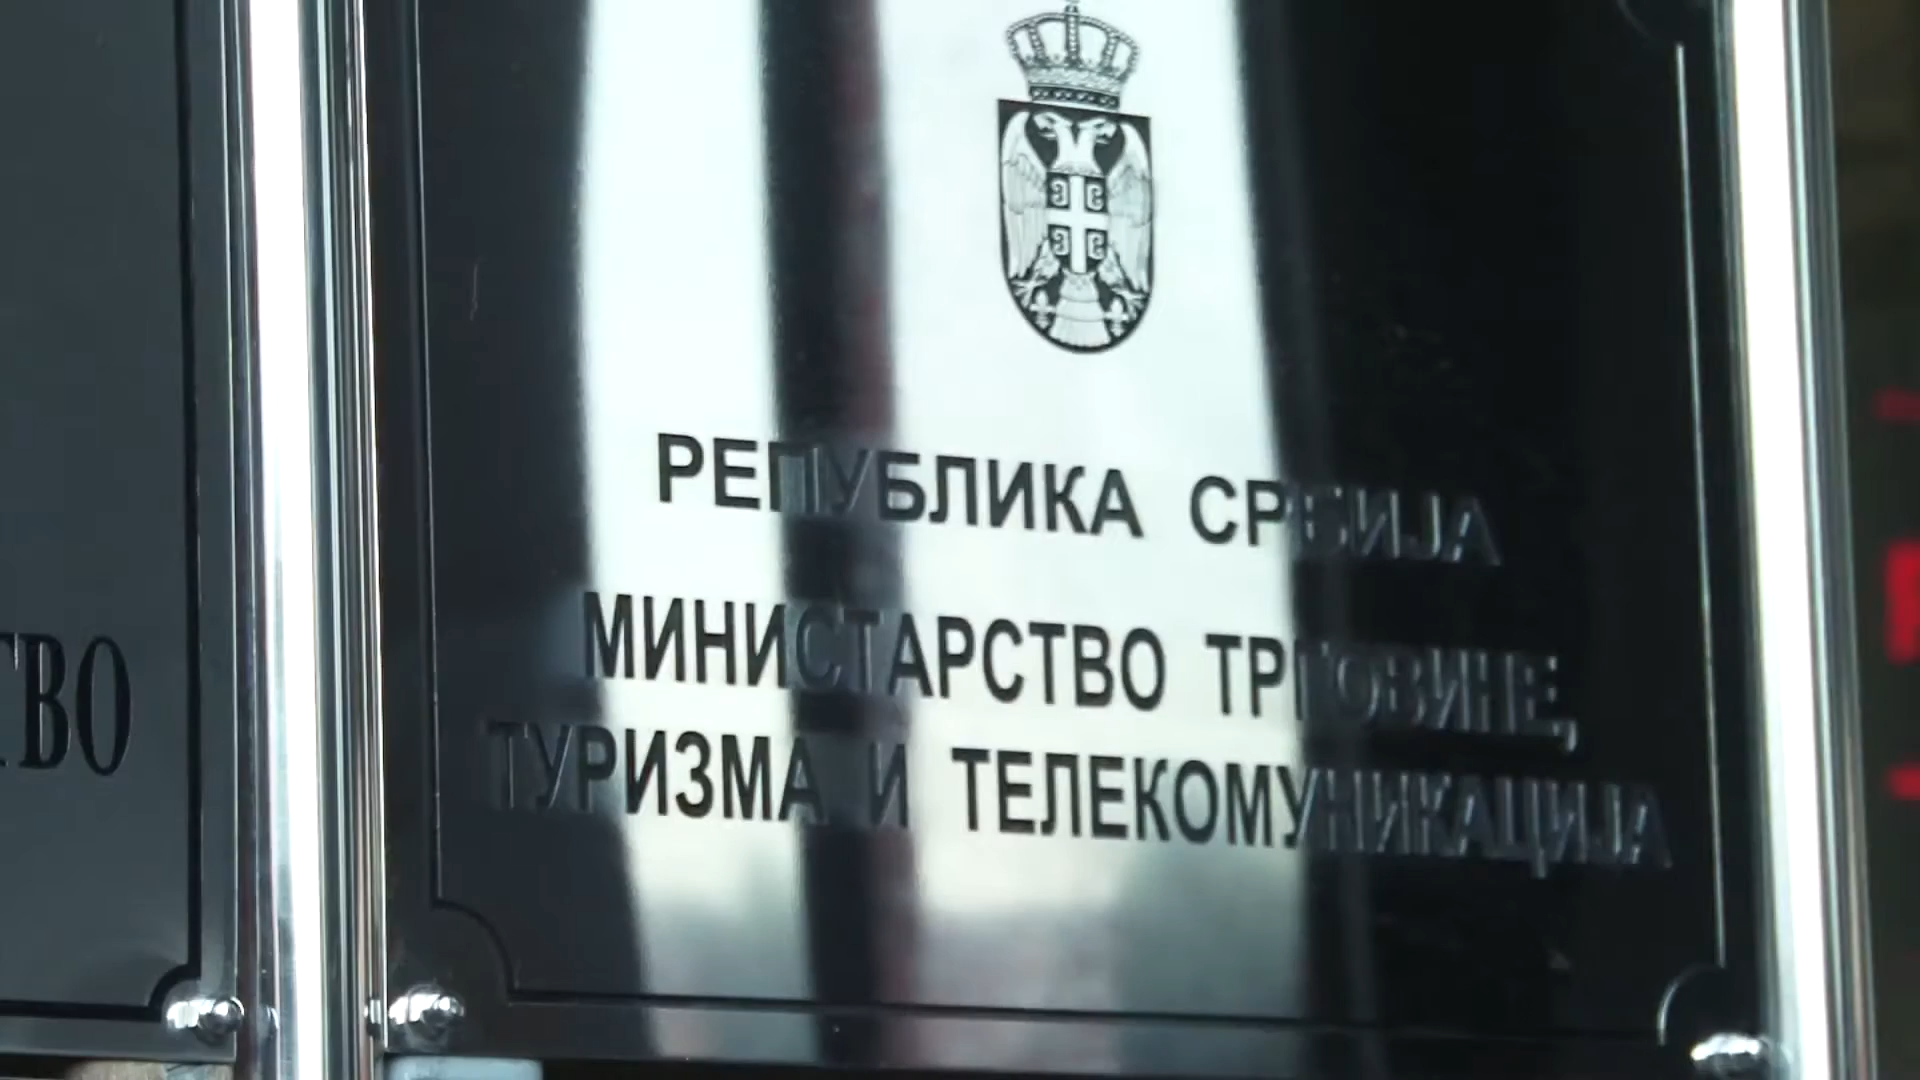 РЕПУБЛИКА СРБИЈА
МИНИСТАРСТВО ТРГОВИНЕ,
ТУРИЗМА И ТЕЛЕКОМУНИКАЦИЈА